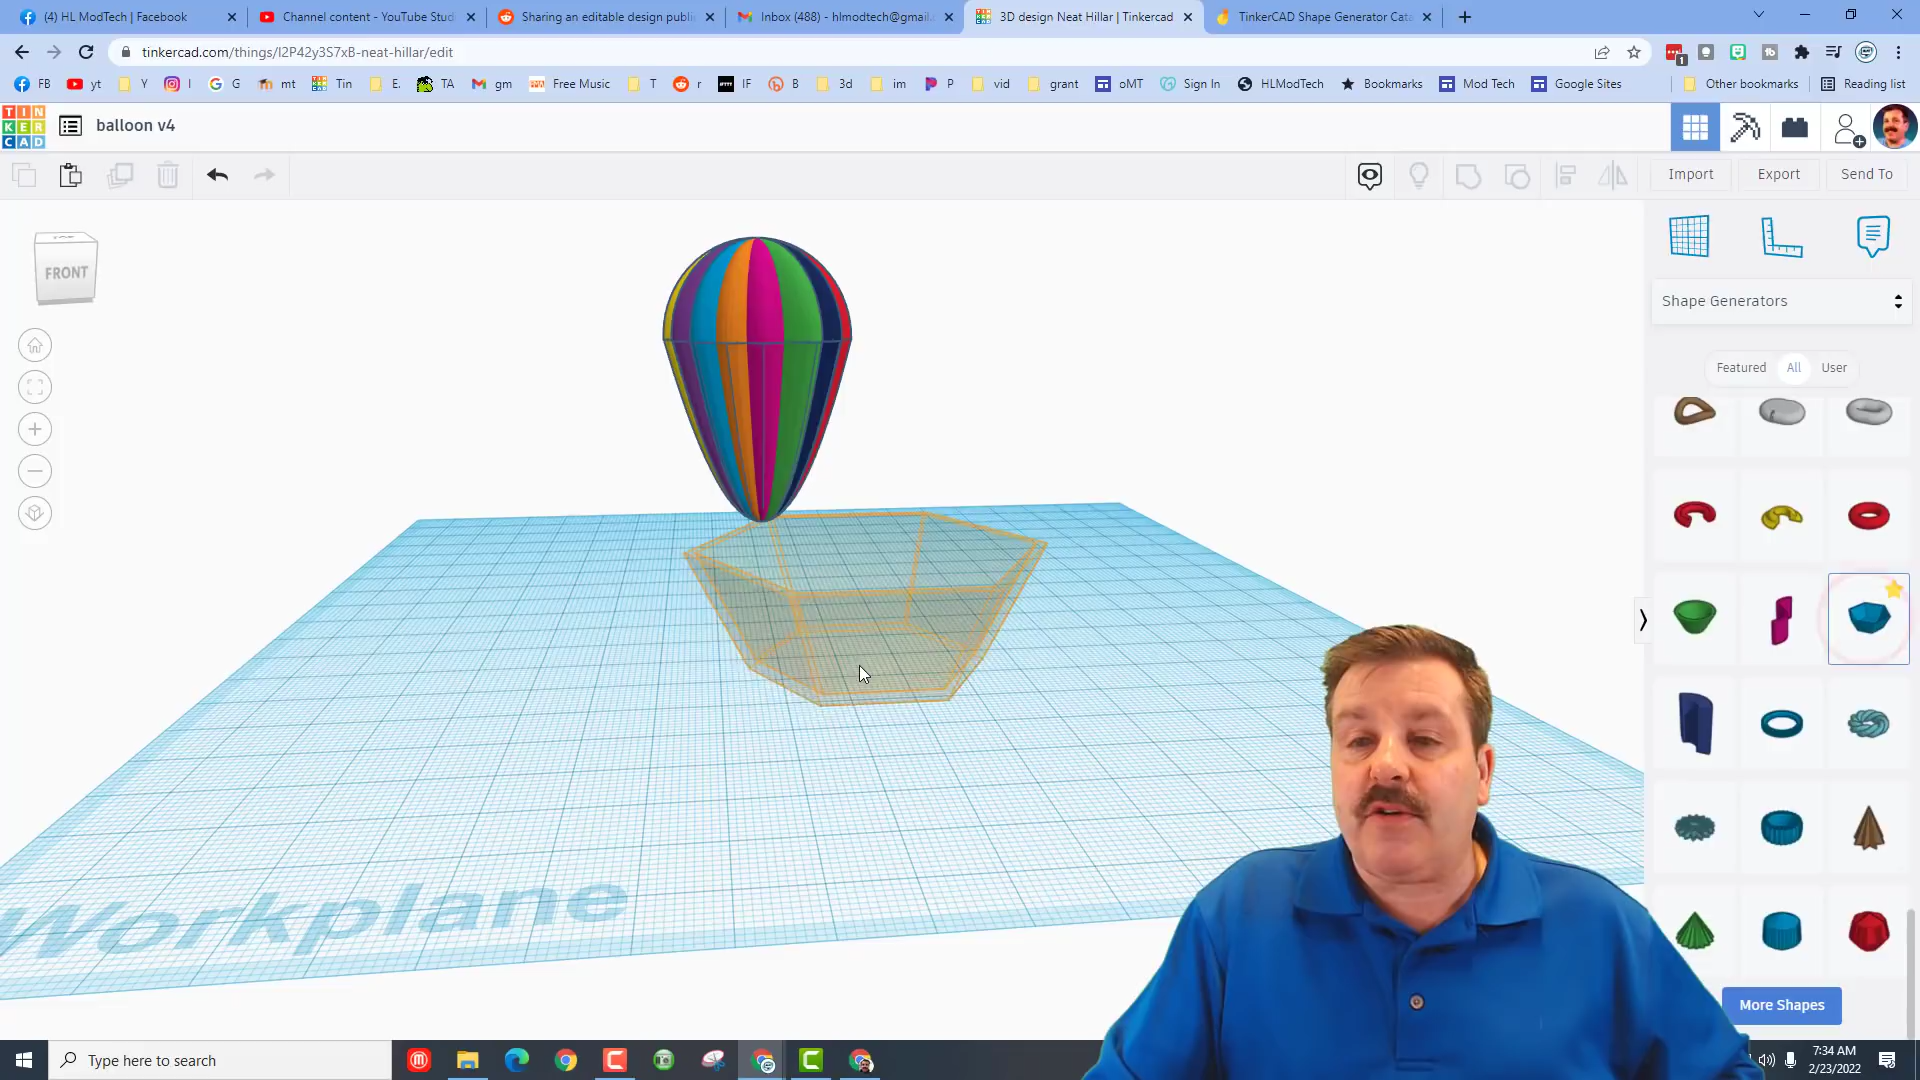 (4) HL ModTech | Facebook
Channel content - YouTube Stud
Sharing an editable design publi
Inbox (488) - hlmodtech@gmail.
3D design Neat Hillar | Tinkercad
TinkerCAD Shape Generator Cata
tinkercad.com/things/l2P42y3S7xB-neat-hillar/edit
1
FB yt Y I G mt Tin E. TA gm Free Music T r IF B 3d im P vid grant oMT Sign In HLModTech Bookmarks Mod Tech Google Sites Other bookmarks Reading list
TIN
KER
CAD
balloon v4
Import Export Send To
TOP
FRONT
Shape Generators
Featured All User
Workplane
More Shapes
Type here to search
7:34 AM
2/23/2022